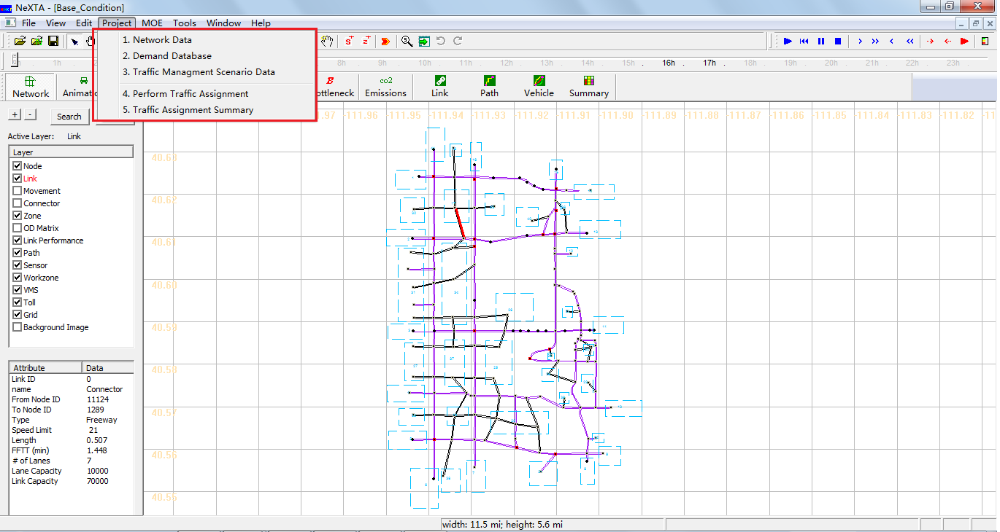 NeXTA - [Base_Condition]
File View Edit Project MOE Tools Window Help
1. Network Data
2. Demand Database
3. Traffic Managment Scenario Data
4. Perform Traffic Assignment
5. Traffic Assignment Summary
1h 8h 9h 10h 11h 12h 13h 14h 15h 16h 17h 18h 19h 20h 21h 22h 23h
Network Animat ottleneck Emissions Link Path Vehicle Summary
+ - Search
Active Layer: Link
Layer
Node
Link
Movement
Connector
Zone
OD Matrix
Link Performance
Path
Sensor
Workzone
VMS
Toll
Grid
Background Image
Attribute Data
Link ID 0
name Connector
From Node ID 11124
To Node ID 1289
Type Freeway
Speed Limit 21
Length 0.507
FFTT (min) 1.448
# of Lanes 7
Lane Capacity 10000
Link Capacity 70000
.97 -111.96 -111.95 -111.94 -111.93 -111.92 -111.91 -111.90 -111.89 -111.88 -111.87 -111.86 -111.85 -111.84 -111.83 -111.82 -11
40.63
40.62
40.61
40.60
40.59
40.58
40.57
40.56
40.55
width: 11.5 mi; height: 5.6 mi